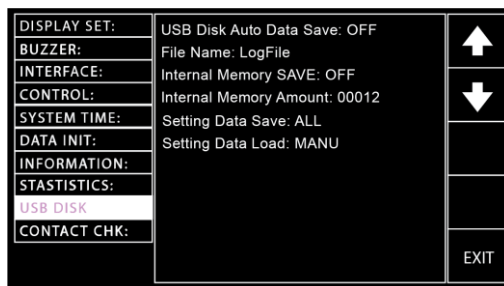 DISPLAY SET:
BUZZER:
INTERFACE:
CONTROL:
SYSTEM TIME:
DATA INIT:
INFORMATION:
STASTISTICS:
USB DISK
CONTACT CHK:
USB Disk Auto Data Save: OFF
File Name: LogFile
Internal Memory SAVE: OFF
Internal Memory Amount: 00012
Setting Data Save: ALL
Setting Data Load: MANU
EXIT